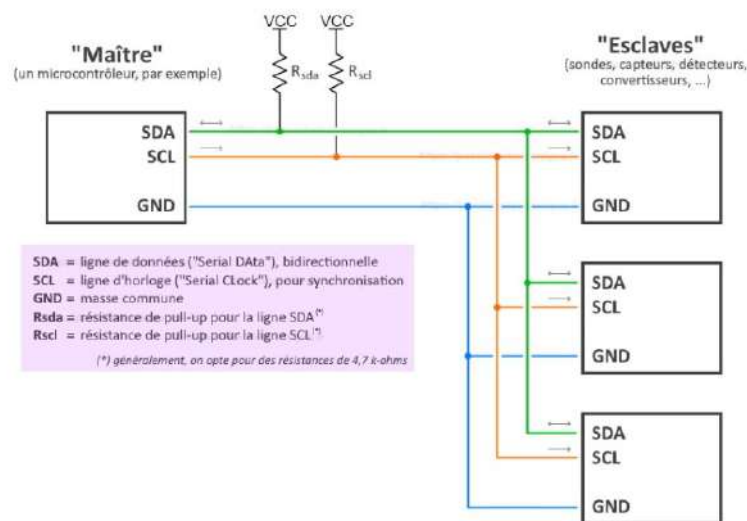 VCC
VCC
"Maître"
(un microcontrôleur, par exemple)
Rsda
Rscl
"Esclaves"
(sondes, capteurs, détecteurs,
convertisseurs, ...)
SDA
SCL
GND
SDA
SCL
GND
SDA = ligne de données ("Serial DAta"), bidirectionnelle
SCL = ligne d'horloge ("Serial CLock"), pour synchronisation
GND = masse commune
Rsda = résistance de pull-up pour la ligne SDA(*)
Rscl = résistance de pull-up pour la ligne SCL(*)
(*) généralement, on opte pour des résistances de 4,7 k-ohms
SDA
SCL
GND
SDA
SCL
GND